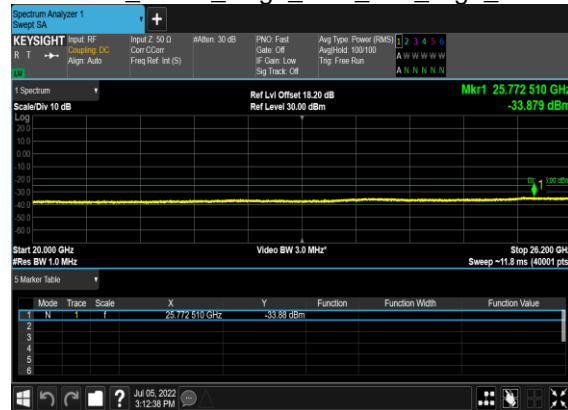 Spectrum Analyzer 1
Swept SA
KEYSIGHT Input: RF Input Z: 50 Ω #Atten: 30 dB PNO: Fast Avg Type: Power (RMS) 1 2 3 4 5 6
R T Coupling: DC Corr CCorr Gate: Off Avg|Hold: 100/100 A W W W W W
Align: Auto Freq Ref: Int (S) IF Gain: Low Trig: Free Run
Sig Track: Off A N N N N N
1 Spectrum
Ref Lvl Offset 18.20 dB Mkr1 25.772 510 GHz
Scale/Div 10 dB Ref Level 30.00 dBm -33.879 dBm
Log
20.0
10.0
0.00
-10.0
-20.0
1
-30.0
-40.0
-50.0
-60.0
Start 20.000 GHz Video BW 3.0 MHz* Stop 26.200 GHz
#Res BW 1.0 MHz Sweep ~11.8 ms (40001 pts)
5 Marker Table
Mode Trace Scale X Y Function Function Width Function Value
1 N 1 f 25.772 510 GHz -33.88 dBm
2
3
4
5
6
Jul 05, 2022
3:12:38 PM